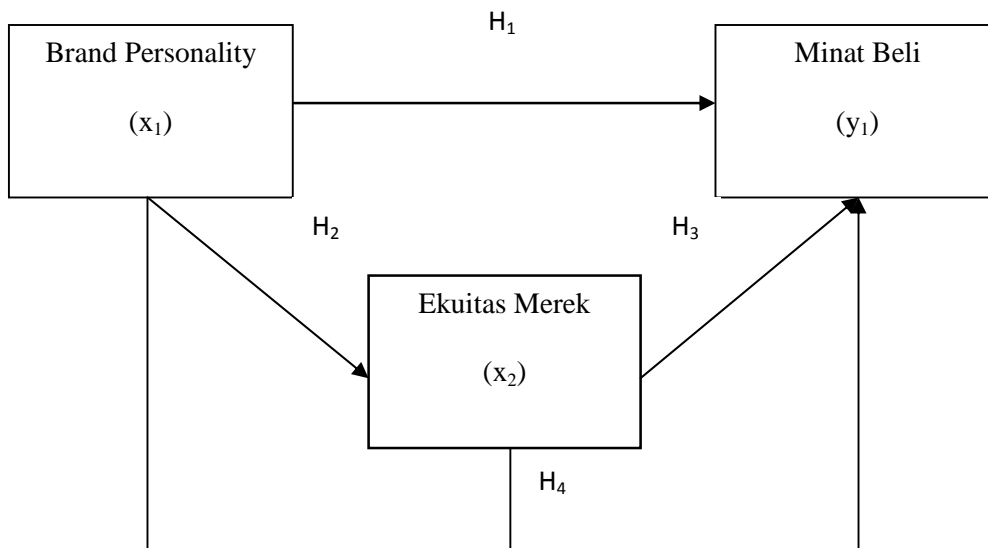 H₁
Brand Personality
(x₁)
Minat Beli
(y₁)
H₂
H₃
Ekuitas Merek
(x₂)
H₄